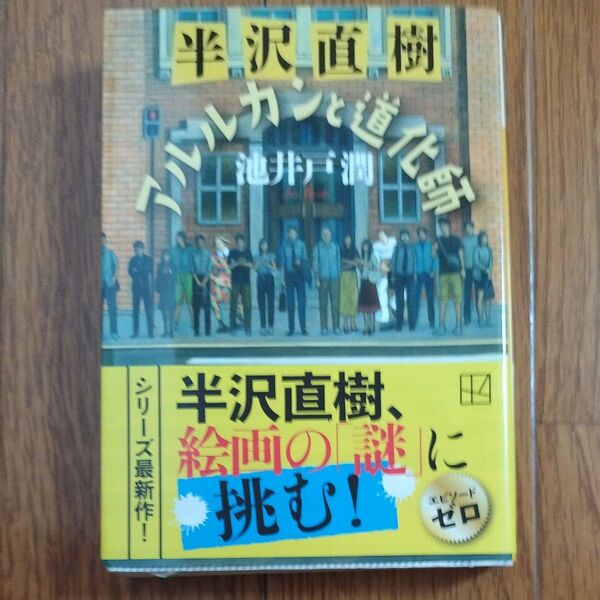 半沢直樹
アルルカンと道化師
池井戸潤
シリーズ最新作！
半沢直樹、
絵画の「謎」に
挑む！
エピソード
ゼロ